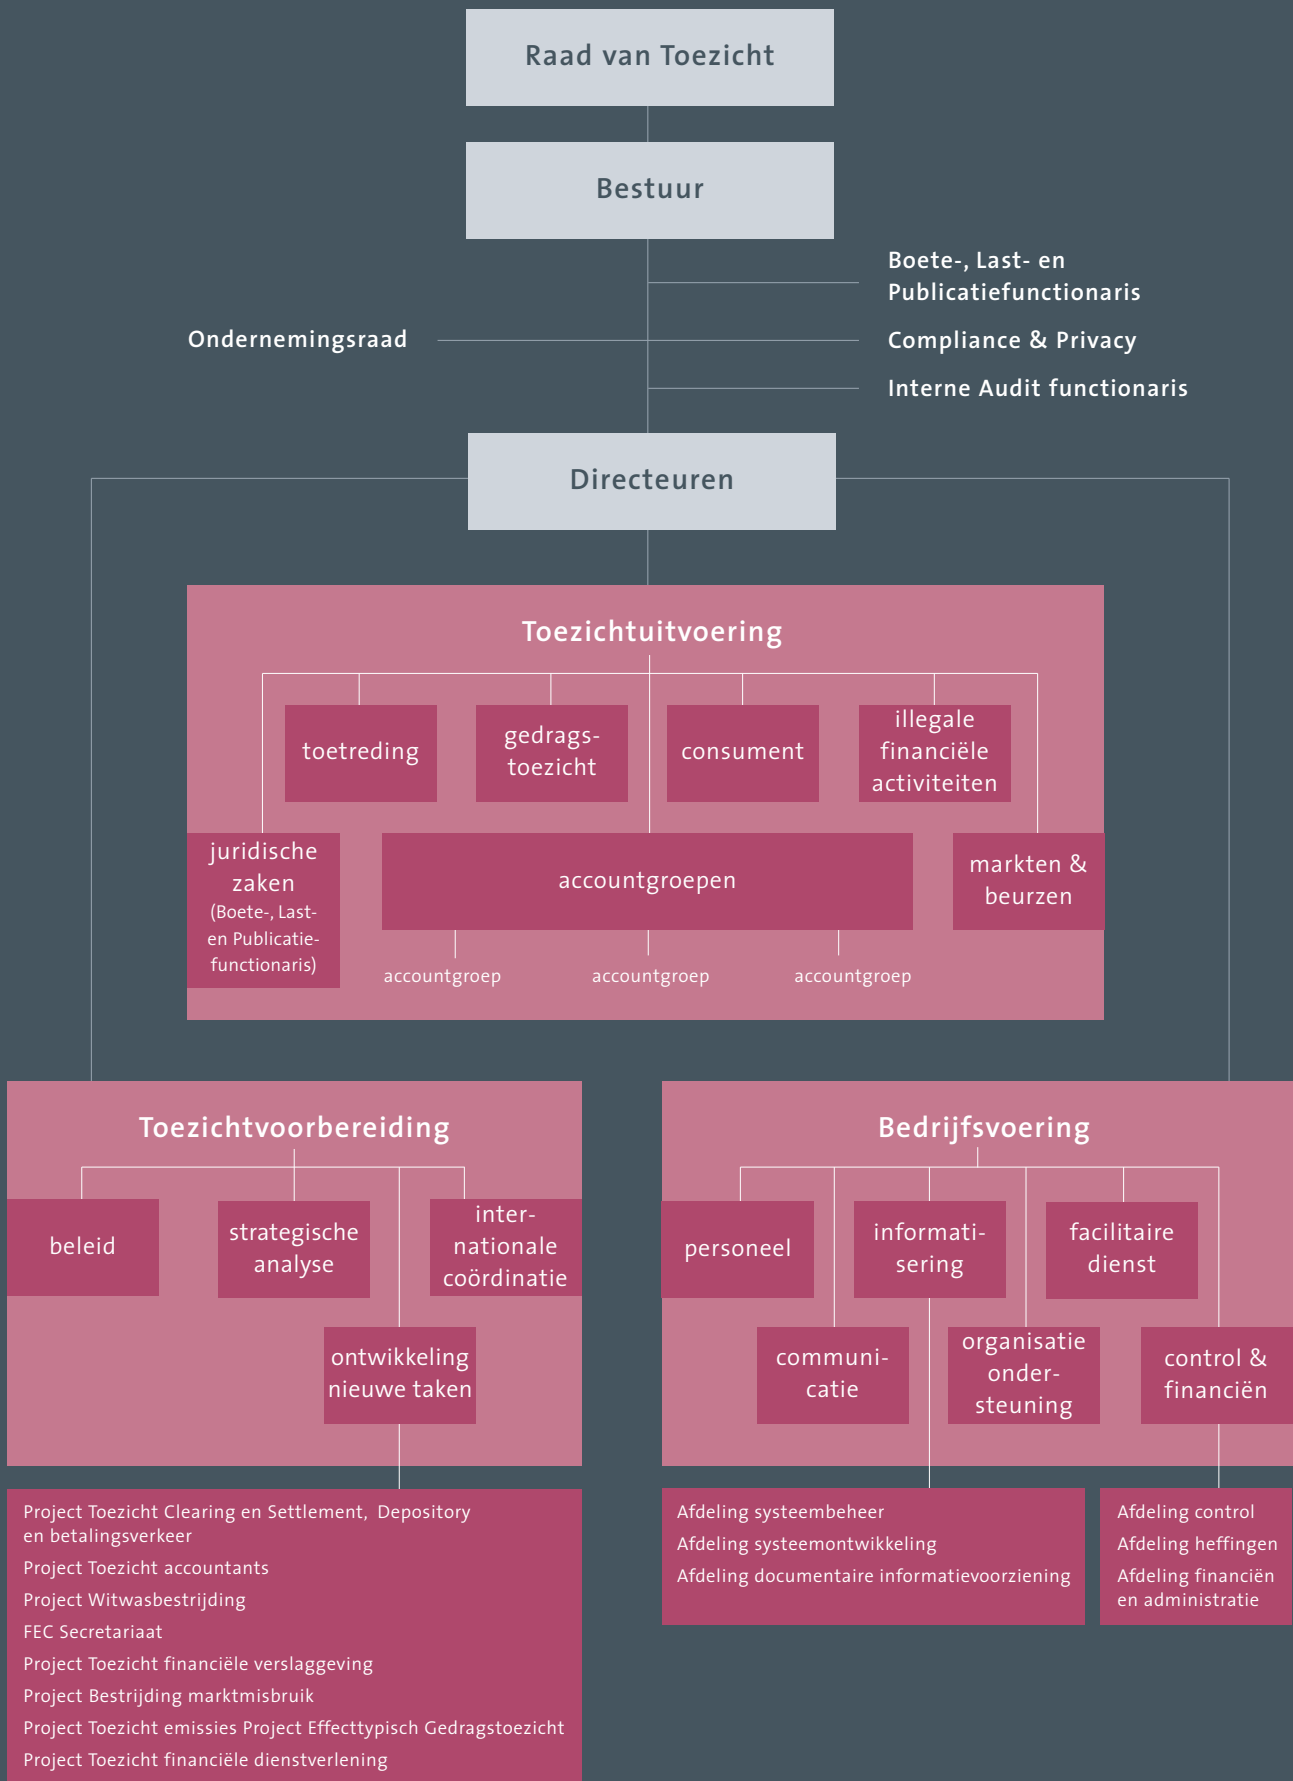 Raad van Toezicht
Bestuur
Boete-, Last- en
Publicatiefunctionaris
Ondernemingsraad
Compliance & Privacy
Interne Audit functionaris
Directeuren
Toezichtuitvoering
toetreding
gedrags-
toezicht
consument
illegale
financiële
activiteiten
juridische
zaken
(Boete-, Last-
en Publicatie-
functionaris)
accountgroepen
markten &
beurzen
accountgroep
accountgroep
accountgroep
Toezichtvoorbereiding
beleid
strategische
analyse
inter-
nationale
coördinatie
ontwikkeling
nieuwe taken
Project Toezicht Clearing en Settlement, Depository
en betalingsverkeer
Project Toezicht accountants
Project Witwasbestrijding
FEC Secretariaat
Project Toezicht financiële verslaggeving
Project Bestrijding marktmisbruik
Project Toezicht emissies Project Effecttypisch Gedragstoezicht
Project Toezicht financiële dienstverlening
Bedrijfsvoering
personeel
informati-
sering
facilitaire
dienst
communi-
catie
organisatie
onder-
steuning
control &
financiën
Afdeling systeembeheer
Afdeling systeemontwikkeling
Afdeling documentaire informatievoorziening
Afdeling control
Afdeling heffingen
Afdeling financiën
en administratie